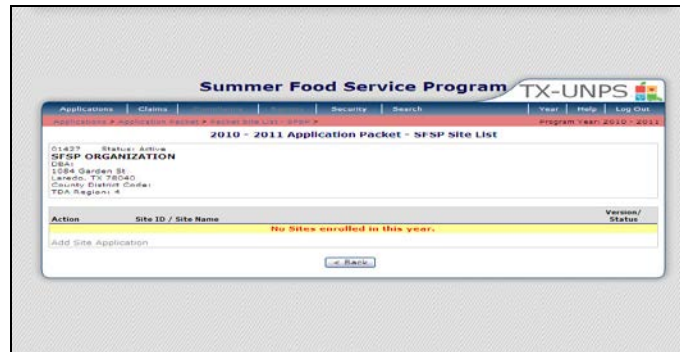 Summer Food Service Program
TX-UNPS
Applications | Claims | Security | Search | Year | Help | Log Out
Applications > Application Packet > Packet Site List - SFSP >
Program Year: 2010 - 2011
2010 - 2011 Application Packet - SFSP Site List
01427 Status: Active
SFSP ORGANIZATION
DBA:
1084 Garden St
Laredo, TX 78040
County District Code:
TDA Region: 4
Action Site ID / Site Name Version/
Status
No Sites enrolled in this year.
Add Site Application
< Back